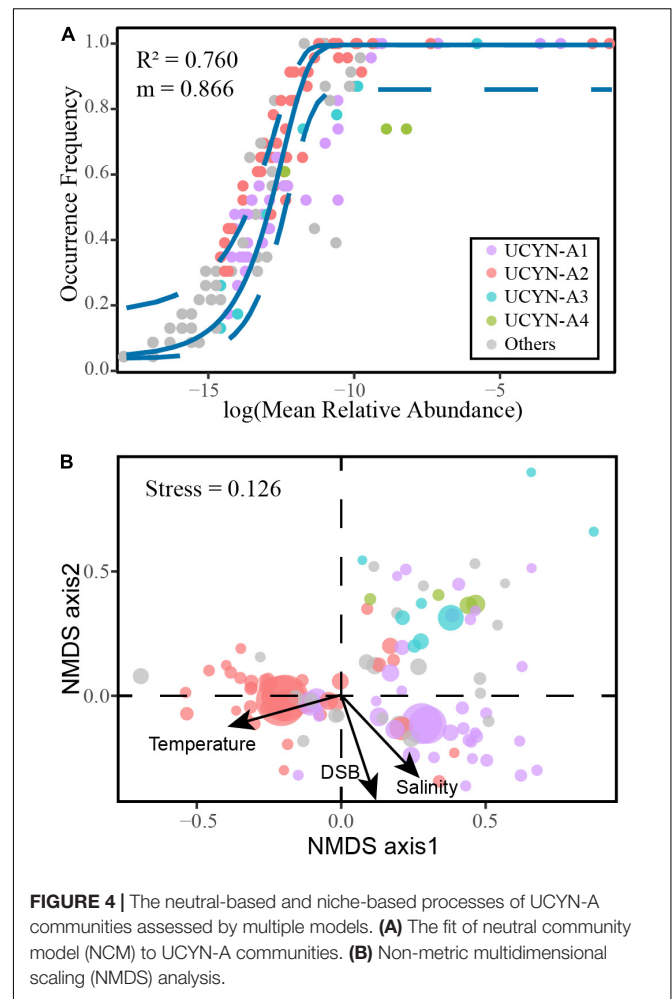 A
R² = 0.760
m = 0.866
Occurrence Frequency
1.0
0.8
0.6
0.4
0.2
0.0
UCYN-A1
UCYN-A2
UCYN-A3
UCYN-A4
Others
−15
−10
−5
log(Mean Relative Abundance)
B
Stress = 0.126
NMDS axis2
0.5
0.0
Temperature
DSB
Salinity
−0.5
0.0
0.5
NMDS axis1
FIGURE 4 | The neutral-based and niche-based processes of UCYN-A
communities assessed by multiple models. (A) The fit of neutral community
model (NCM) to UCYN-A communities. (B) Non-metric multidimensional
scaling (NMDS) analysis.